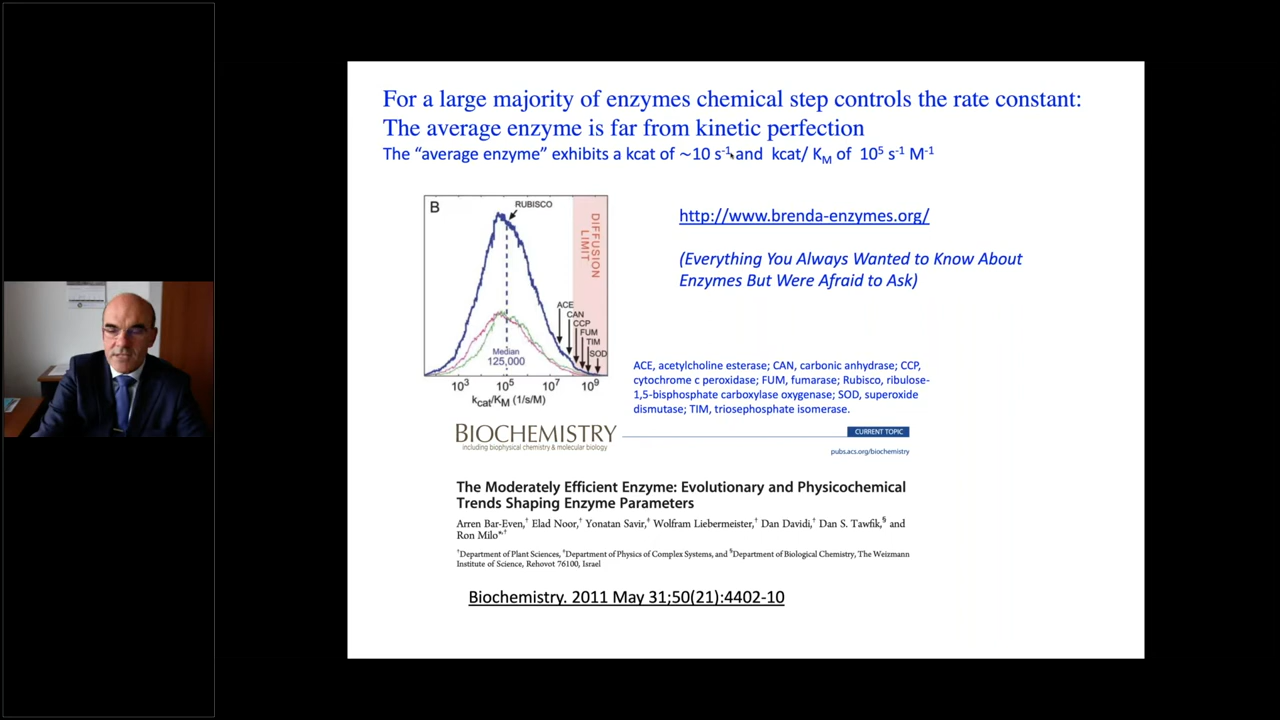 For a large majority of enzymes chemical step controls the rate constant:
The average enzyme is far from kinetic perfection
The “average enzyme” exhibits a kcat of ~10 s-1 and kcat/ KM of 105 s-1 M-1
B
RUBISCO
DIFFUSION
LIMIT
ACE
CAN
CCP
FUM
TIM
SOD
Median
125,000
103 105 107 109
kcat/KM (1/s/M)
http://www.brenda-enzymes.org/
(Everything You Always Wanted to Know About
Enzymes But Were Afraid to Ask)
ACE, acetylcholine esterase; CAN, carbonic anhydrase; CCP,
cytochrome c peroxidase; FUM, fumarase; Rubisco, ribulose-
1,5-bisphosphate carboxylase oxygenase; SOD, superoxide
dismutase; TIM, triosephosphate isomerase.
BIOCHEMISTRY
including biophysical chemistry & molecular biology
CURRENT TOPIC
pubs.acs.org/biochemistry
The Moderately Efficient Enzyme: Evolutionary and Physicochemical
Trends Shaping Enzyme Parameters
Arren Bar-Even,† Elad Noor,† Yonatan Savir,‡ Wolfram Liebermeister,† Dan Davidi,† Dan S. Tawfik,§ and
Ron Milo*,†
†Department of Plant Sciences, ‡Department of Physics of Complex Systems, and §Department of Biological Chemistry, The Weizmann
Institute of Science, Rehovot 76100, Israel
Biochemistry. 2011 May 31;50(21):4402-10